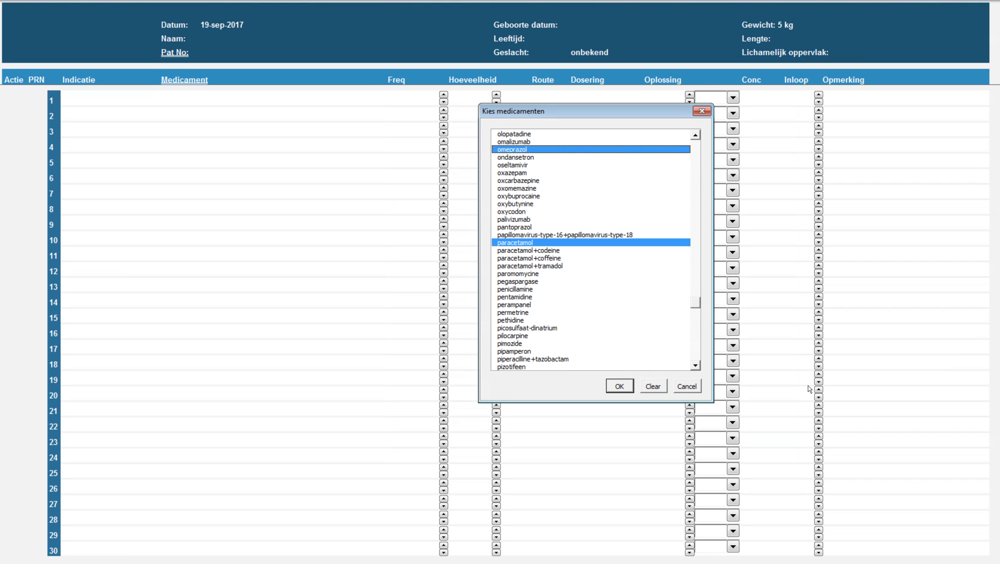 Datum: 19-sep-2017 Geboorte datum: Gewicht: 5 kg
Naam: Leeftijd: Lengte:
Pat No: Geslacht: onbekend Lichamelijk oppervlak:
Actie PRN Indicatie Medicament Freq Hoeveelheid Route Dosering Oplossing Conc Inloop Opmerking
1
2
3
4
5
6
7
8
9
10
11
12
13
14
15
16
17
18
19
20
21
22
23
24
25
26
27
28
29
30
Kies medicamenten
olopatadine
omalizumab
omeprazol
ondansetron
oseltamivir
oxazepam
oxcarbazepine
oxomemazine
oxybuprocaine
oxybutynine
oxycodon
palivizumab
pantoprazol
papillomavirus-type-16+papillomavirus-type-18
paracetamol
paracetamol+codeine
paracetamol+coffeine
paracetamol+tramadol
paromomycine
pegaspargase
penicillamine
pentamidine
perampanel
permetrine
pethidine
picosulfaat-dinatrium
pilocarpine
pimozide
pipamperon
piperacilline+tazobactam
pizotifeen
OK Clear Cancel